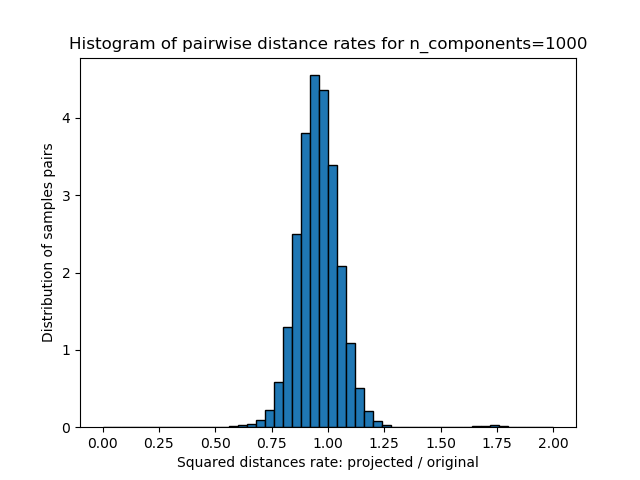 Histogram of pairwise distance rates for n_components=1000
Distribution of samples pairs
4
3
2
1
0
0.00 0.25 0.50 0.75 1.00 1.25 1.50 1.75 2.00
Squared distances rate: projected / original